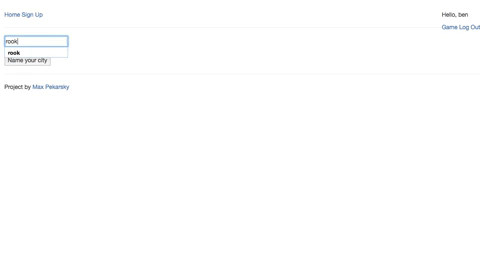 Home Sign Up
Hello, ben
Game Log Out
rook
rook
Name your city
Project by Max Pekarsky